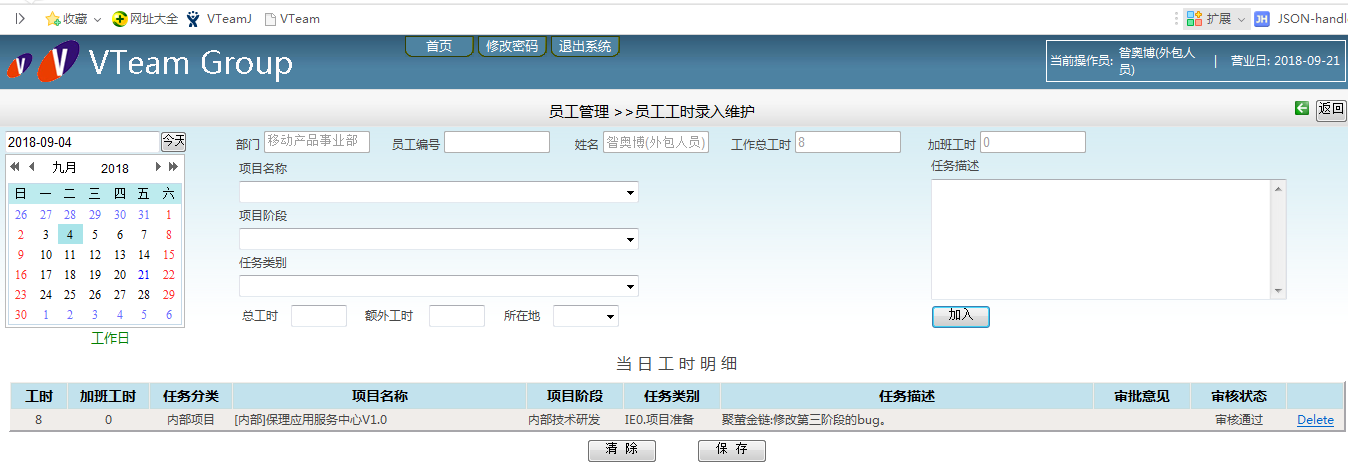 收藏 网址大全 VTeamJ VTeam 扩展 JH JSON-handl
V V VTeam Group 首页 修改密码 退出系统 当前操作员: 昝奥博(外包人员) | 营业日: 2018-09-21
员工管理 >>员工工时录入维护 返回
2018-09-04 今天 部门 移动产品事业部 员工编号 姓名 昝奥博(外包人员) 工作总工时 8 加班工时 0
九月 2018 项目名称 任务描述
日 一 二 三 四 五 六
26 27 28 29 30 31 1
项目阶段
2 3 4 5 6 7 8
9 10 11 12 13 14 15
任务类别
16 17 18 19 20 21 22
23 24 25 26 27 28 29
30 1 2 3 4 5 6
总工时 额外工时 所在地 加入
工作日
当日工时明细
工时 加班工时 任务分类 项目名称 项目阶段 任务类别 任务描述 审批意见 审核状态
8 0 内部项目 [内部]保理应用服务中心V1.0 内部技术研发 IE0.项目准备 聚萤金链:修改第三阶段的bug。 审核通过 Delete
清 除 保 存